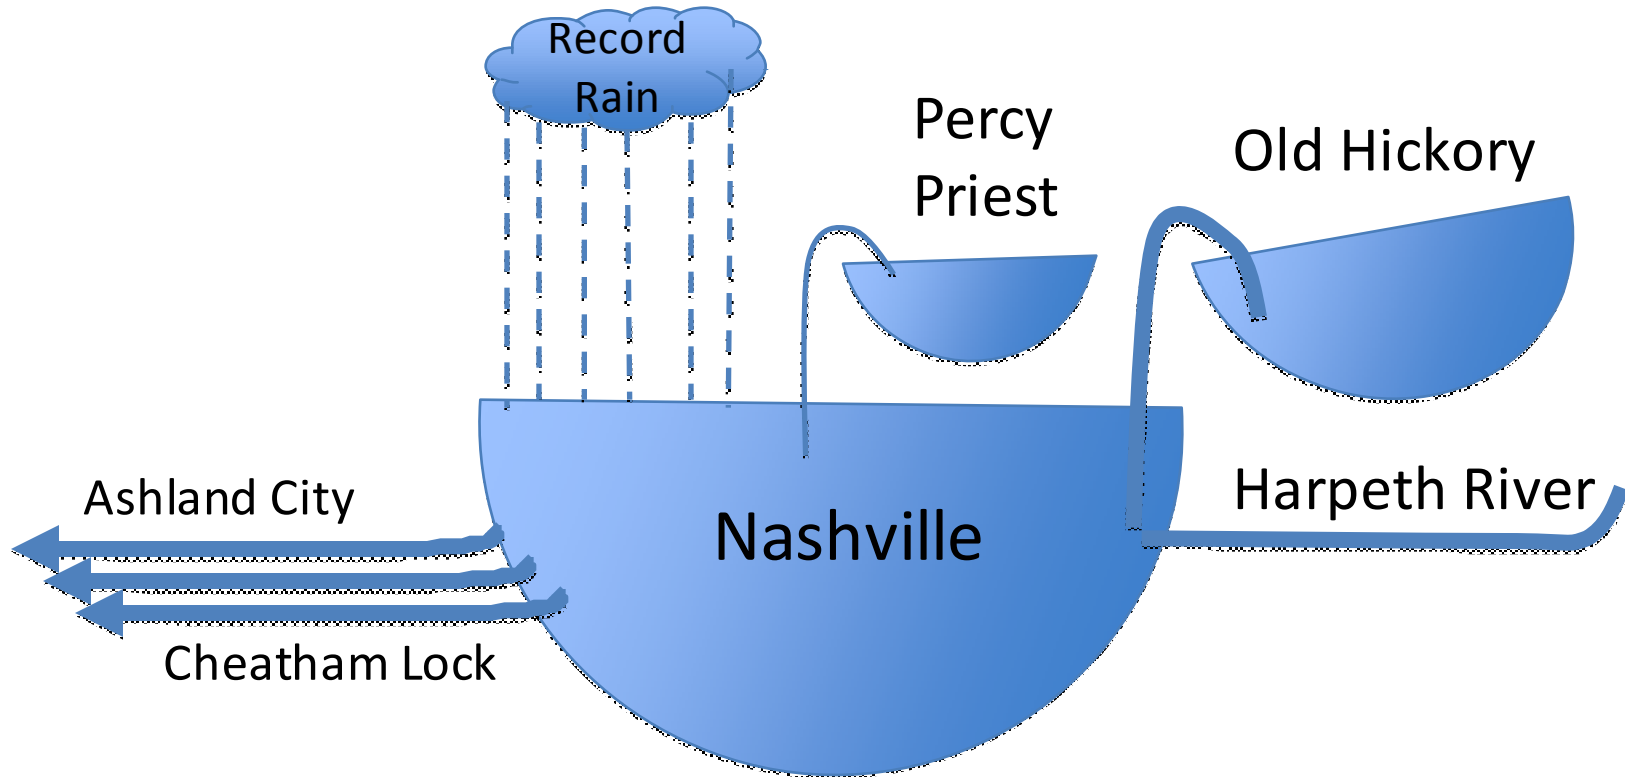 Record
Rain
Percy
Priest
Old Hickory
Ashland City
Harpeth River
Nashville
Cheatham Lock